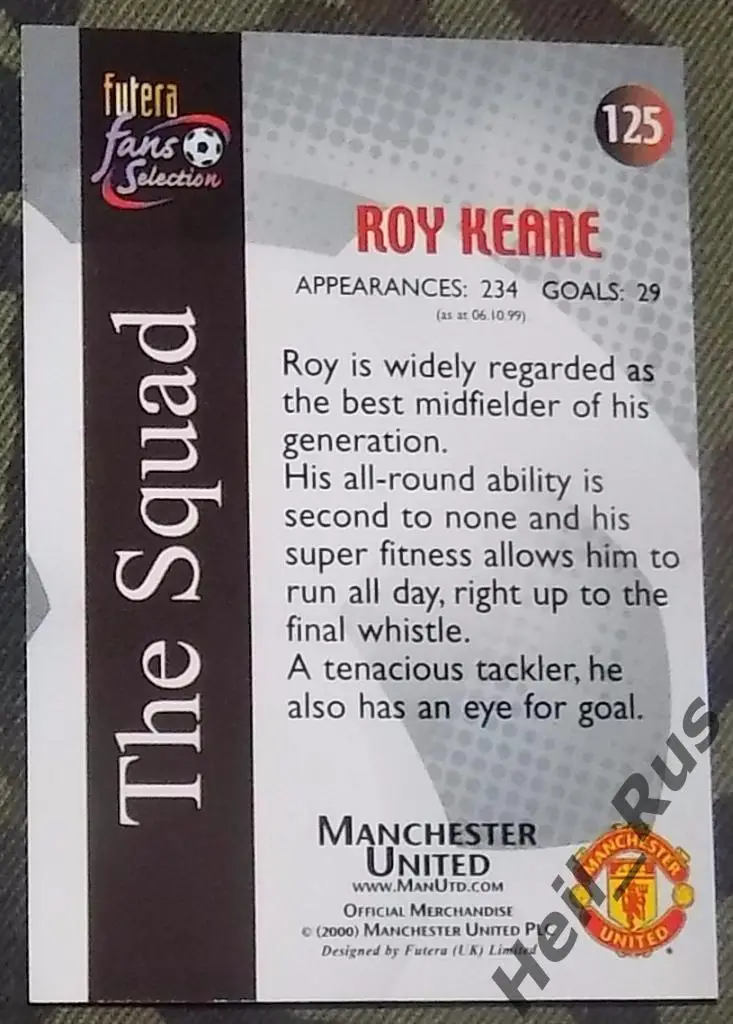 futera
fans
Selection
125
The Squad
ROY KEANE
APPEARANCES: 234 GOALS: 29
(as at 06.10.99)
Roy is widely regarded as
the best midfielder of his
generation.
His all-round ability is
second to none and his
super fitness allows him to
run all day, right up to the
final whistle.
A tenacious tackler, he
also has an eye for goal.
MANCHESTER
UNITED
WWW.MANUTD.COM
OFFICIAL MERCHANDISE
© (2000) MANCHESTER UNITED PLC
Designed by Futera (UK) Limited
MANCHESTER
UNITED
Heil_Rus